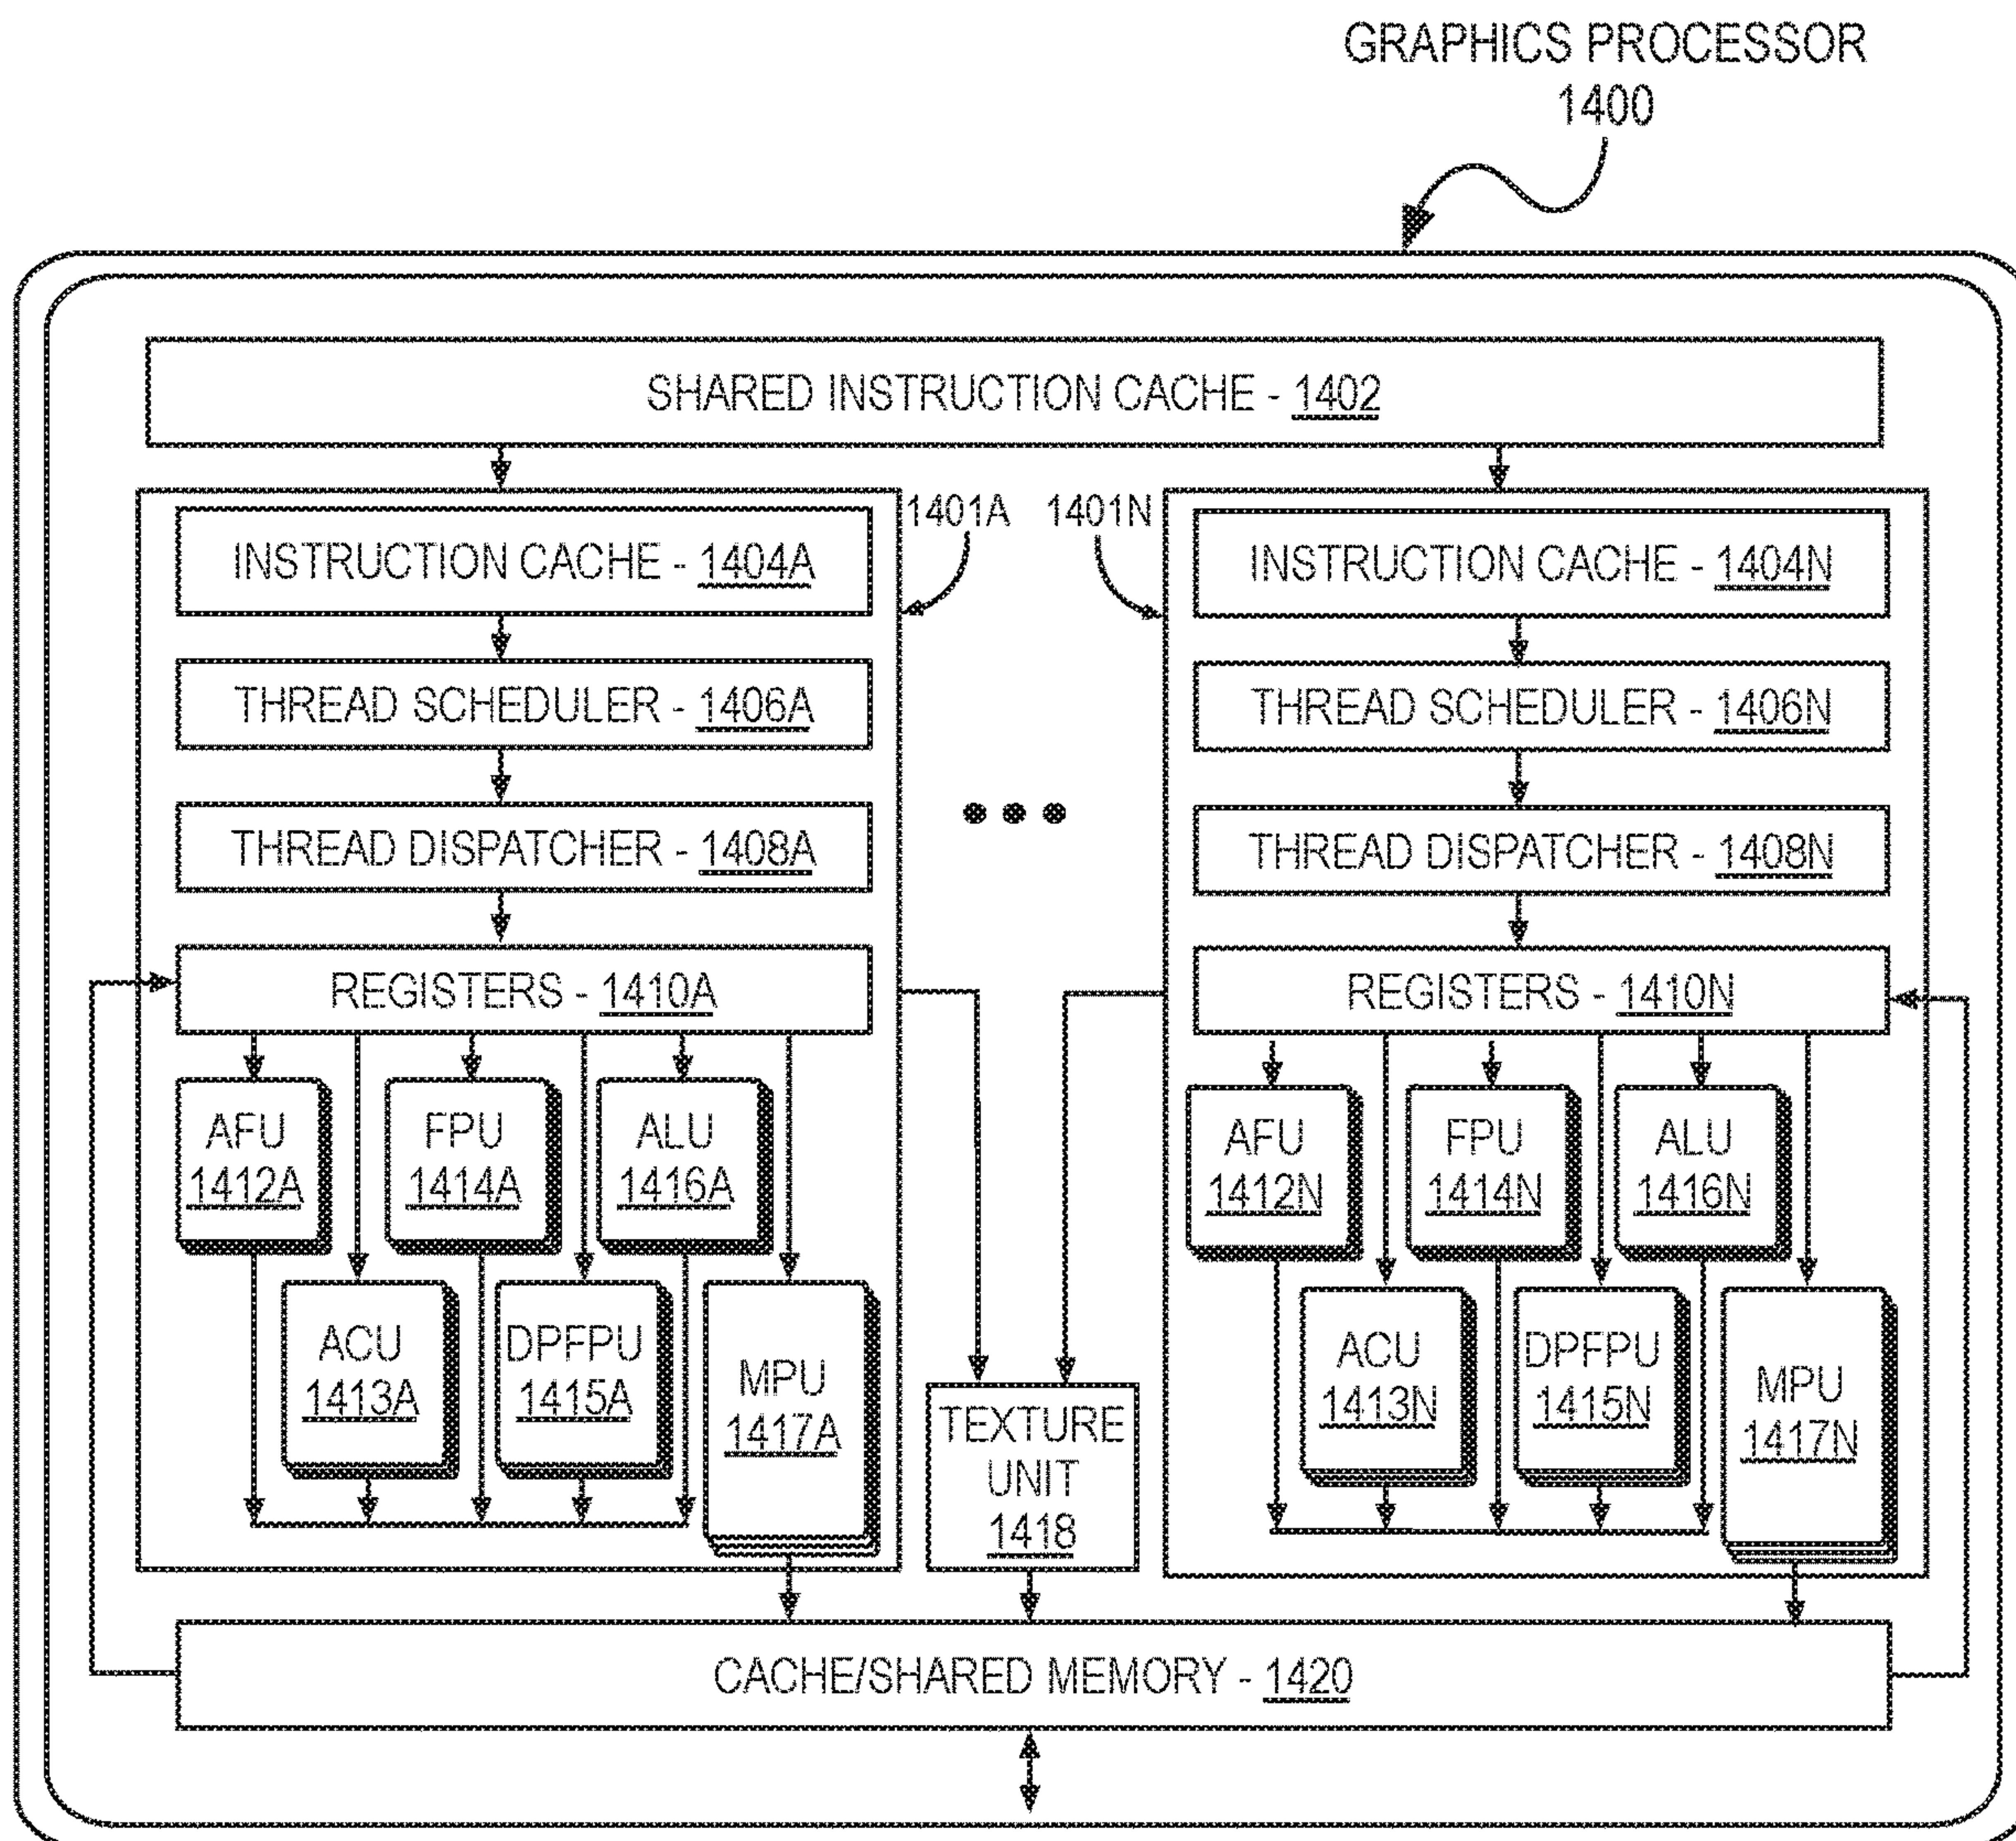 GRAPHICS PROCESSOR
1400
SHARED INSTRUCTION CACHE - 1402
1401A
1401N
INSTRUCTION CACHE - 1404A
THREAD SCHEDULER - 1406A
THREAD DISPATCHER - 1408A
REGISTERS - 1410A
AFU
1412A
FPU
1414A
ALU
1416A
ACU
1413A
DPFPU
1415A
MPU
1417A
INSTRUCTION CACHE - 1404N
THREAD SCHEDULER - 1406N
THREAD DISPATCHER - 1408N
REGISTERS - 1410N
AFU
1412N
FPU
1414N
ALU
1416N
ACU
1413N
DPFPU
1415N
MPU
1417N
TEXTURE
UNIT
1418
CACHE/SHARED MEMORY - 1420